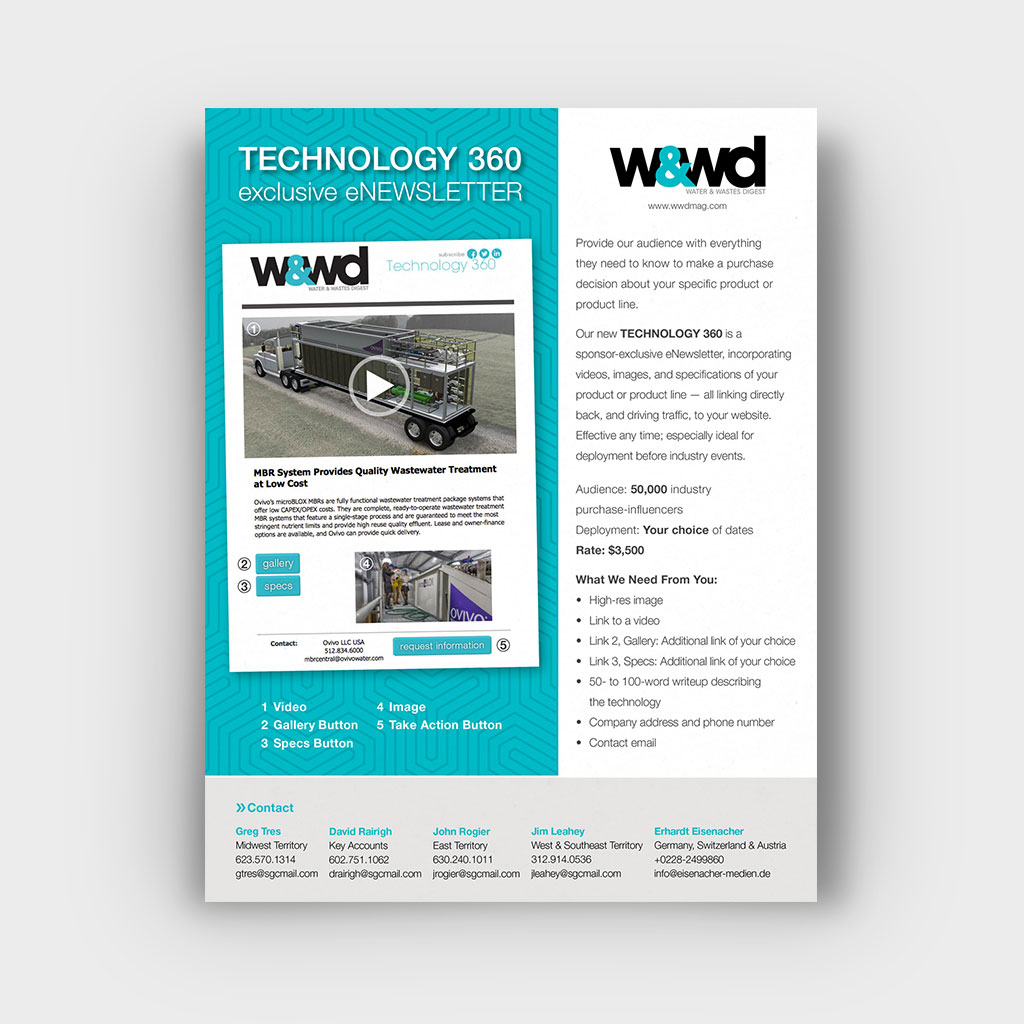 TECHNOLOGY 360
exclusive eNEWSLETTER
w&wd
WATER & WASTES DIGEST
subscribe
Technology 360
1
MBR System Provides Quality Wastewater Treatment
at Low Cost
Ovivo's microBLOX MBRs are fully functional wastewater treatment package systems that
offer low CAPEX/OPEX costs. They are complete, ready-to-operate wastewater treatment
MBR systems that feature a single-stage process and are guaranteed to meet the most
stringent nutrient limits and provide high reuse quality effluent. Lease and owner-finance
options are available, and Ovivo can provide quick delivery.
2 gallery
3 specs
4
OVIVO
Contact:
Ovivo LLC USA
512.834.6000
mbrcentral@ovivowater.com
request information 5
1 Video
2 Gallery Button
3 Specs Button
4 Image
5 Take Action Button
w&wd
WATER & WASTES DIGEST
www.wwdmag.com
Provide our audience with everything
they need to know to make a purchase
decision about your specific product or
product line.
Our new TECHNOLOGY 360 is a
sponsor-exclusive eNewsletter, incorporating
videos, images, and specifications of your
product or product line — all linking directly
back, and driving traffic, to your website.
Effective any time; especially ideal for
deployment before industry events.
Audience: 50,000 industry
purchase-influencers
Deployment: Your choice of dates
Rate: $3,500
What We Need From You:
• High-res image
• Link to a video
• Link 2, Gallery: Additional link of your choice
• Link 3, Specs: Additional link of your choice
• 50- to 100-word writeup describing
the technology
• Company address and phone number
• Contact email
»Contact
Greg Tres
Midwest Territory
623.570.1314
gtres@sgcmail.com
David Rairigh
Key Accounts
602.751.1062
drairigh@sgcmail.com
John Rogier
East Territory
630.240.1011
jrogier@sgcmail.com
Jim Leahey
West & Southeast Territory
312.914.0536
jleahey@sgcmail.com
Erhardt Eisenacher
Germany, Switzerland & Austria
+0228-2499860
info@eisenacher-medien.de